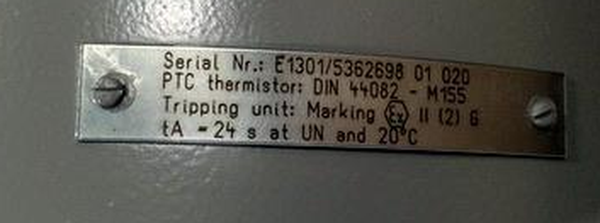 Serial Nr.: E1301/5362698 01 020
PTC thermistor: DIN 44082 - M155
Tripping unit: Marking Ex II (2) G
tA = 24 s at UN and 20°C